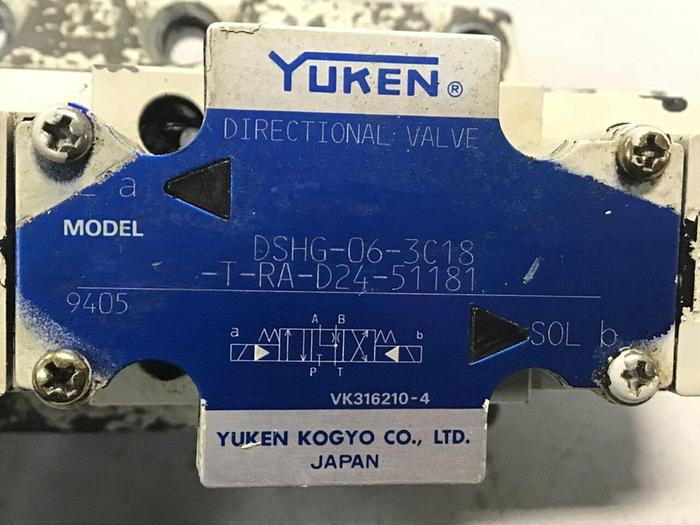 YUKEN®
DIRECTIONAL VALVE
a
MODEL
DSHG-06-3C18
-T-RA-D24-51181
9405
A B
a b
P T
SOL b
VK316210-4
YUKEN KOGYO CO., LTD.
JAPAN